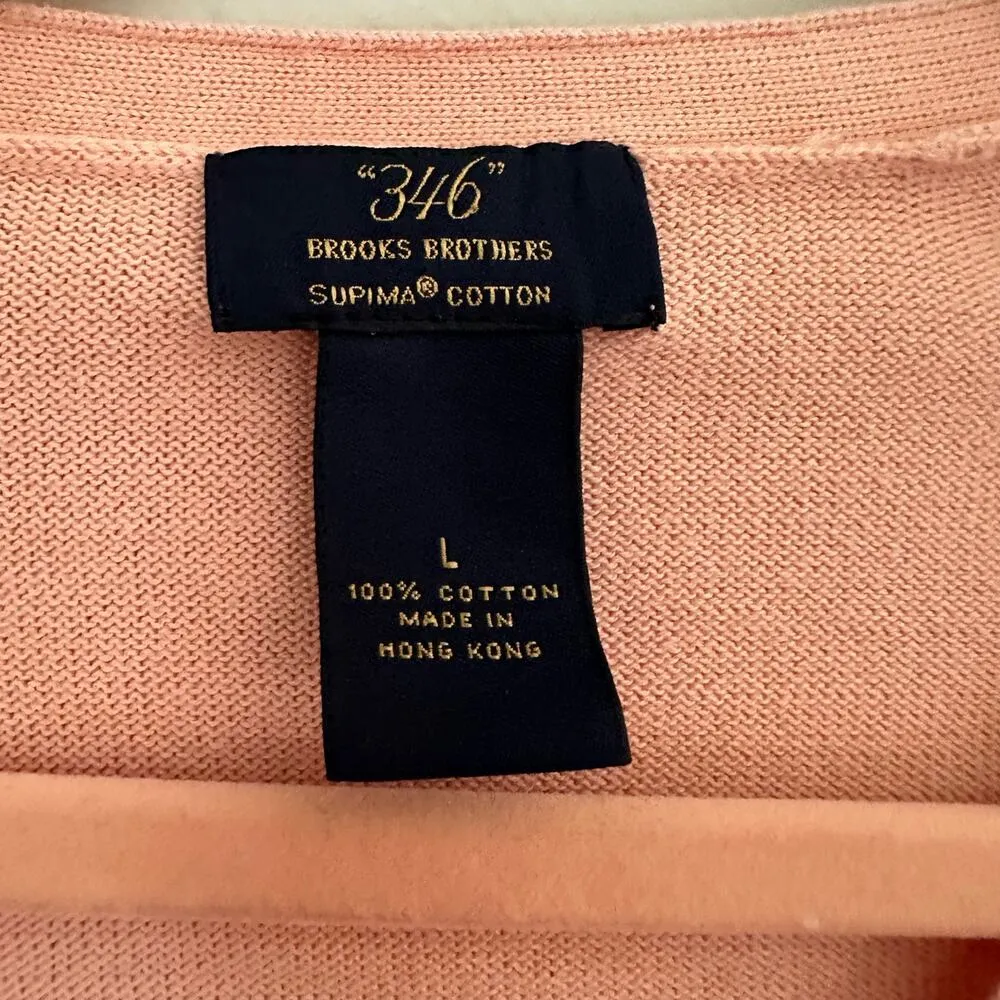 “346”
BROOKS BROTHERS
SUPIMA® COTTON
L
100% COTTON
MADE IN
HONG KONG